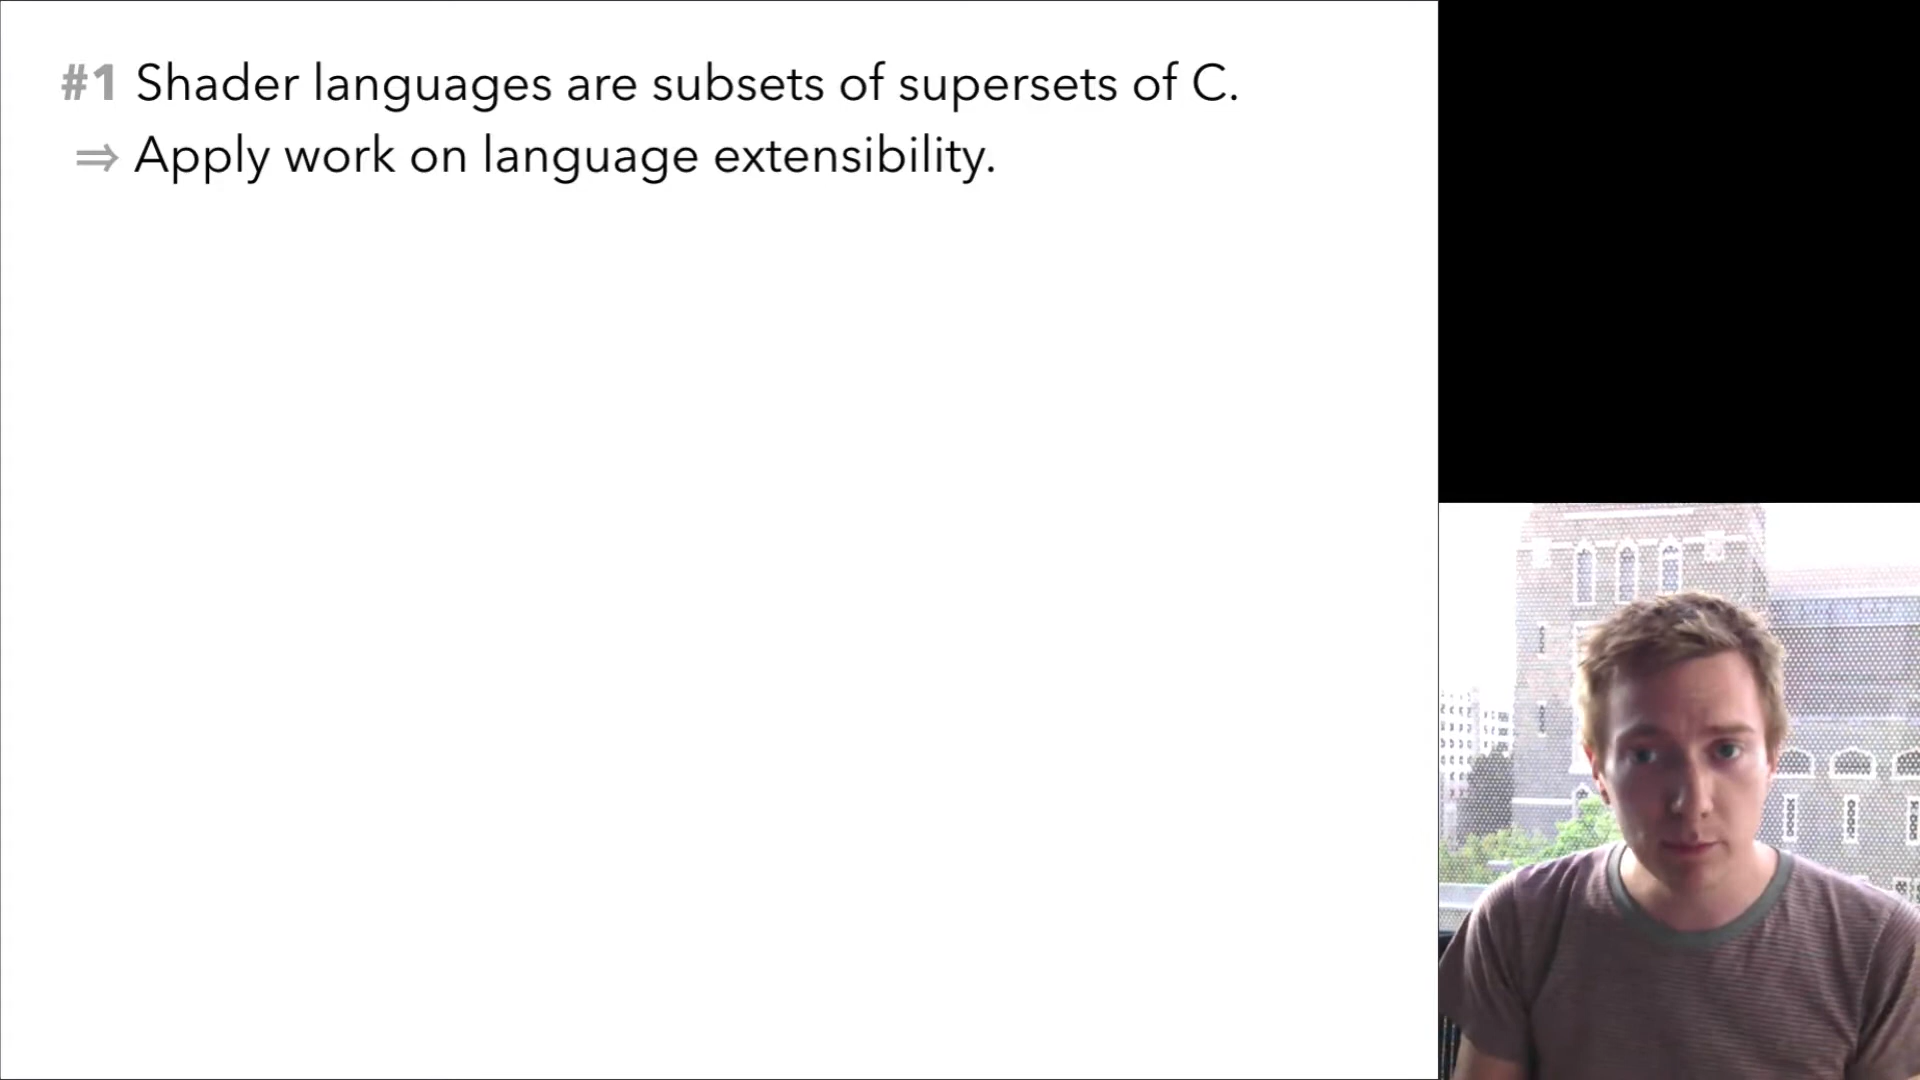 #1 Shader languages are subsets of supersets of C.
⇒ Apply work on language extensibility.